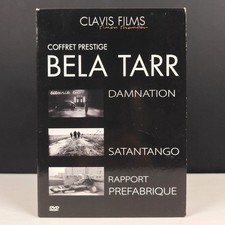 CLAVIS FILMS
COFFRET PRESTIGE
BELA TARR
DAMNATION
SATANTANGO
RAPPORT
PREFABRIQUE
DVD